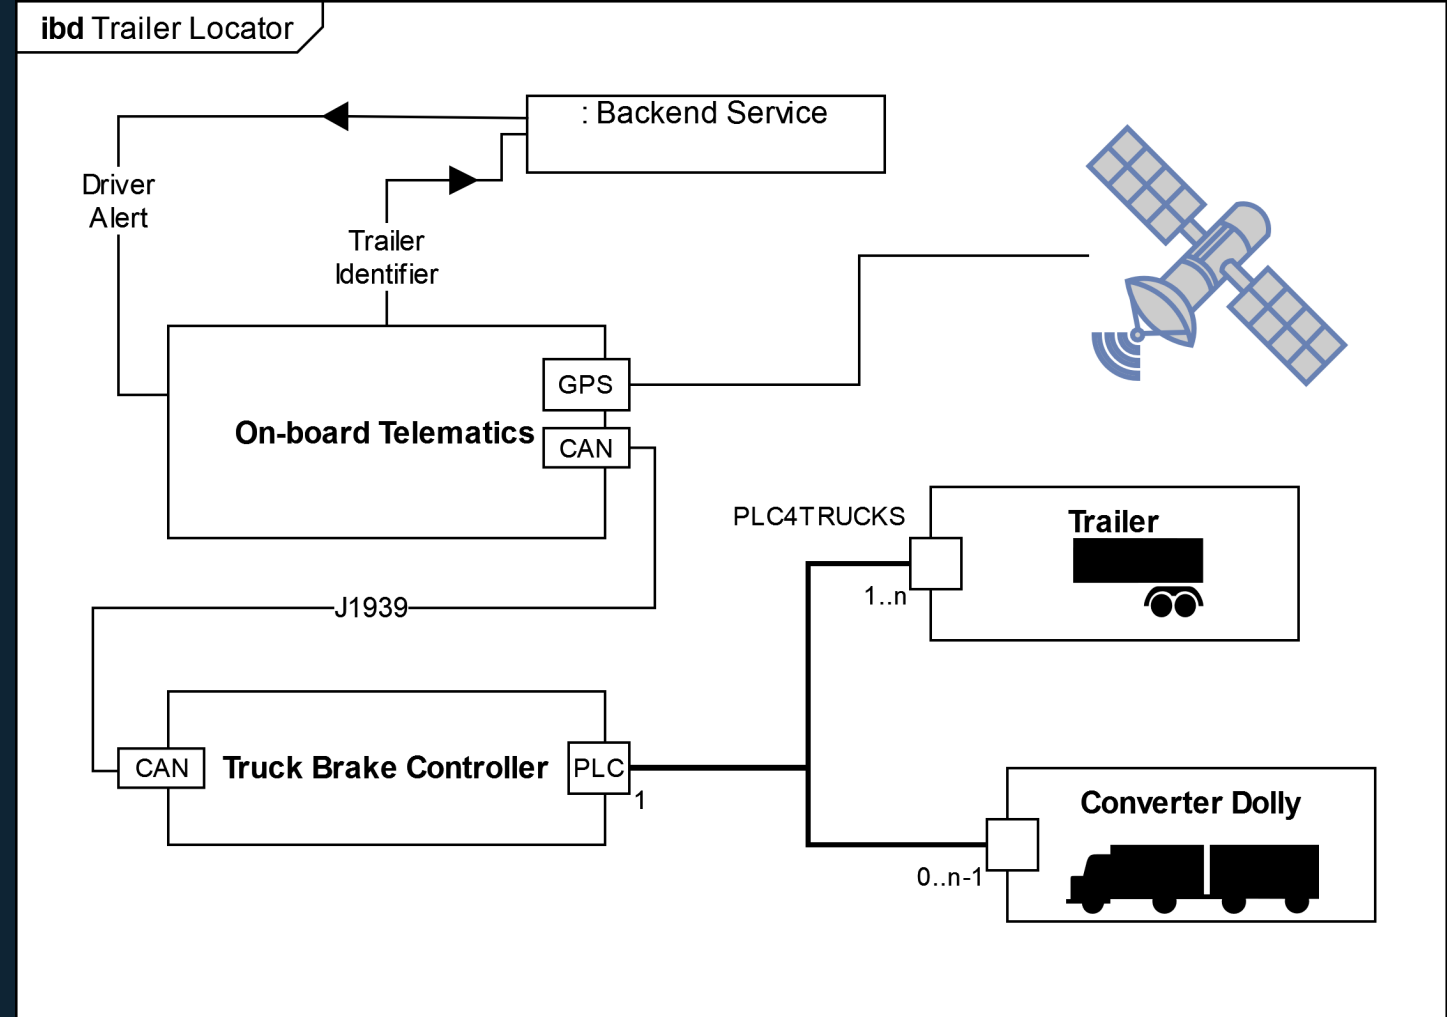 ibd Trailer Locator
: Backend Service
Driver
Alert
Trailer
Identifier
GPS
On-board Telematics
CAN
PLC4TRUCKS
Trailer
1..n
J1939
CAN
Truck Brake Controller
PLC
1
Converter Dolly
0..n-1